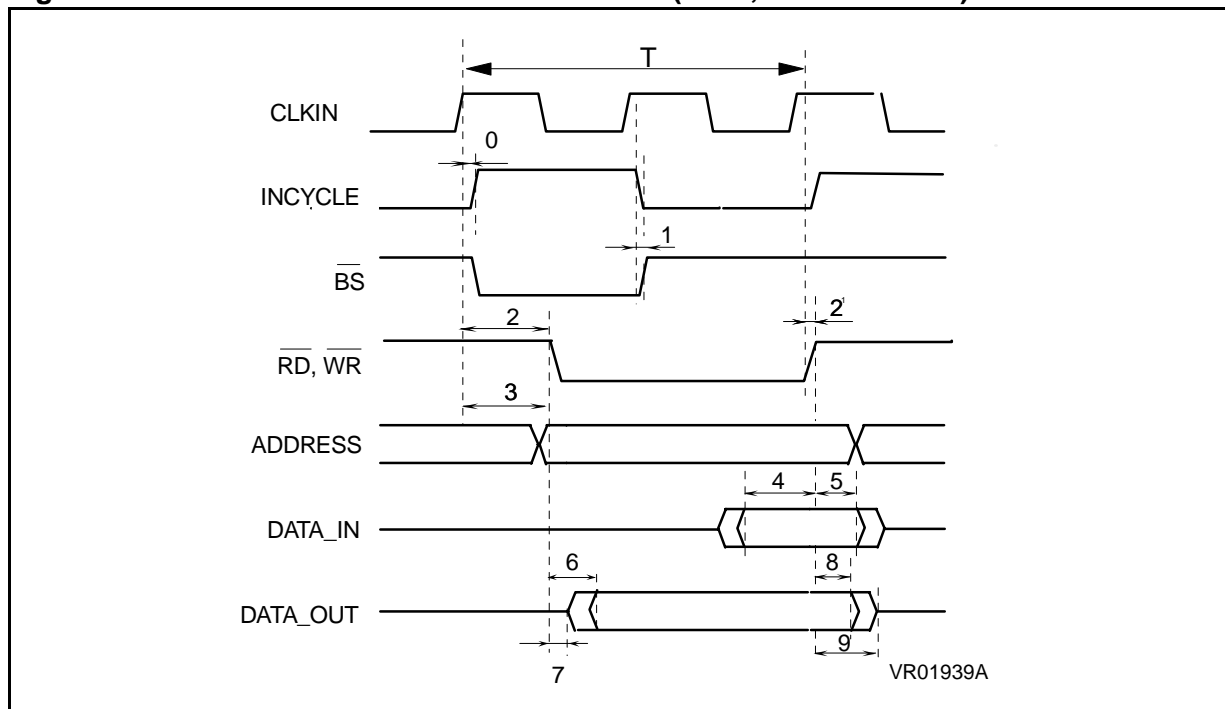 T
CLKIN
0
INCYCLE
1
BS
2
2'
RD, WR
3
ADDRESS
4
5
DATA_IN
6
8
DATA_OUT
9
7
VR01939A